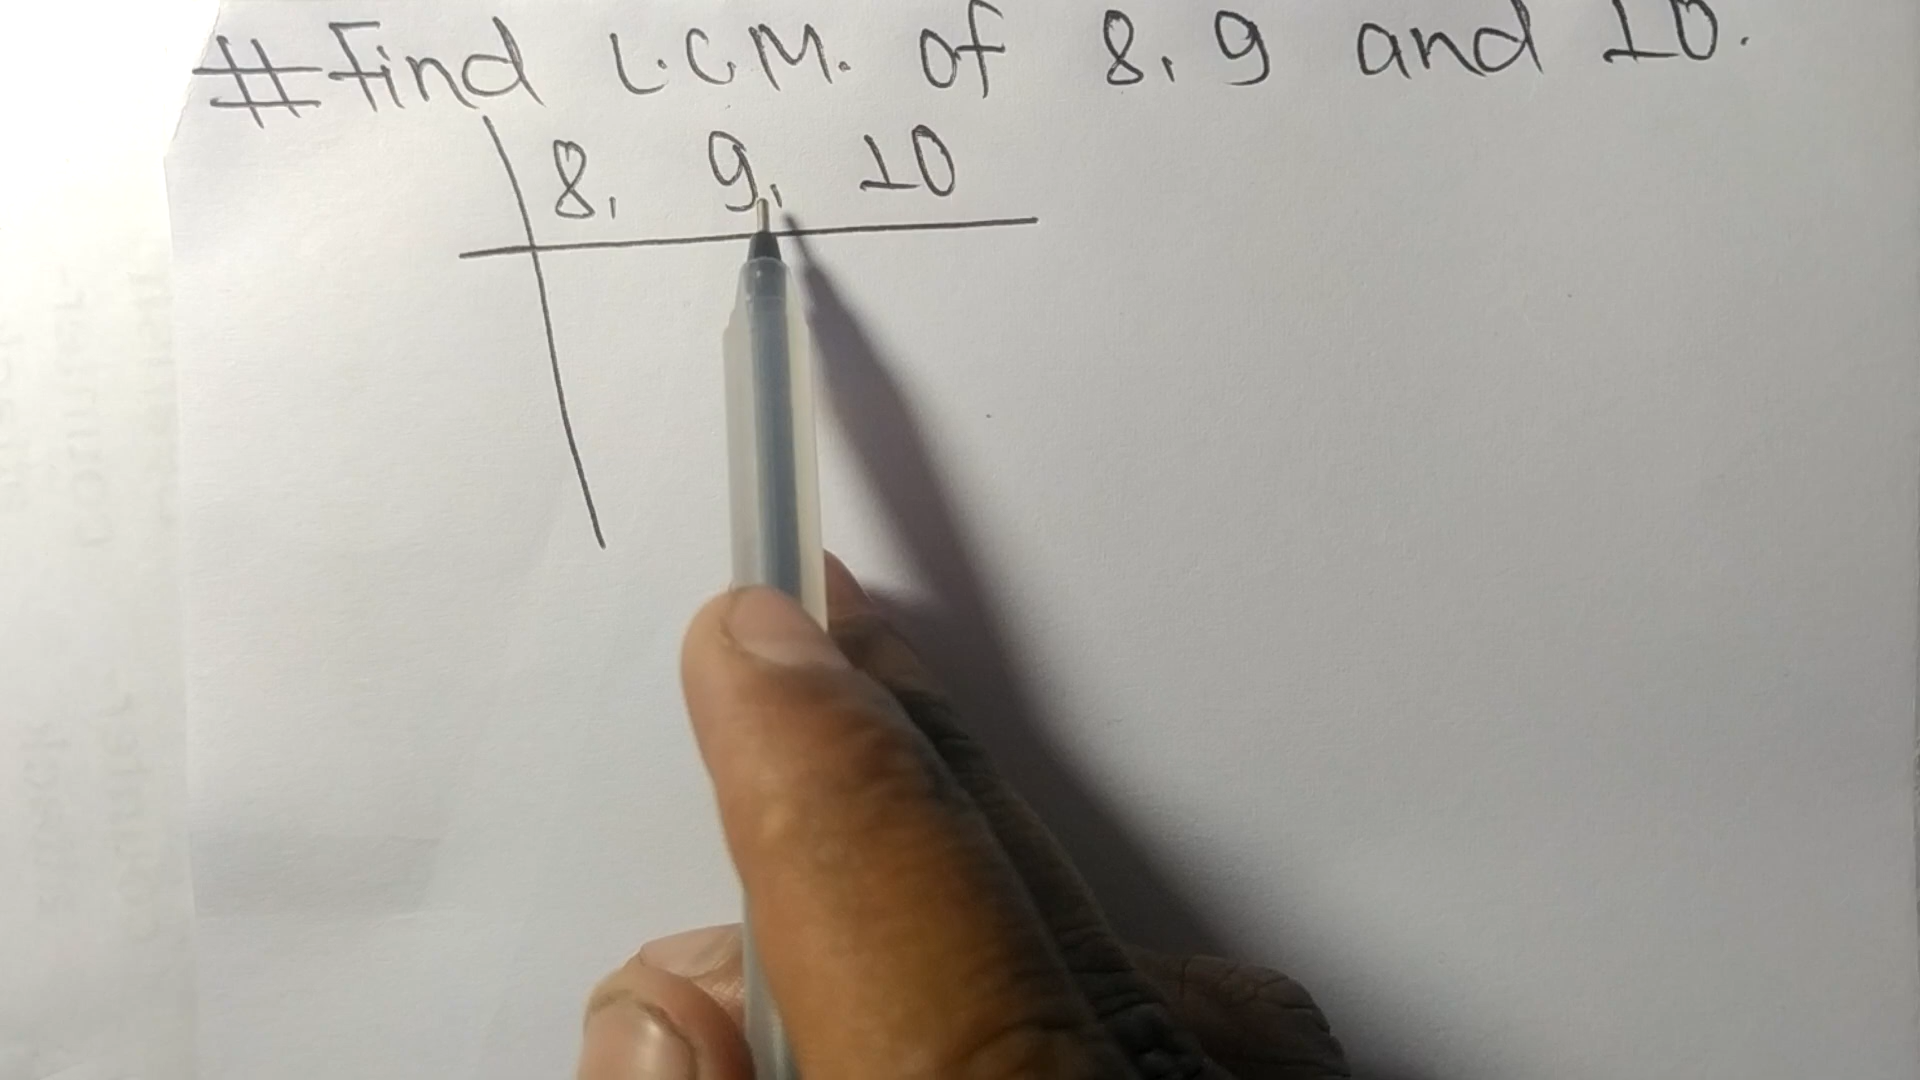 #Find L.C.M. of 8, 9 and 10.
8, 9, 10